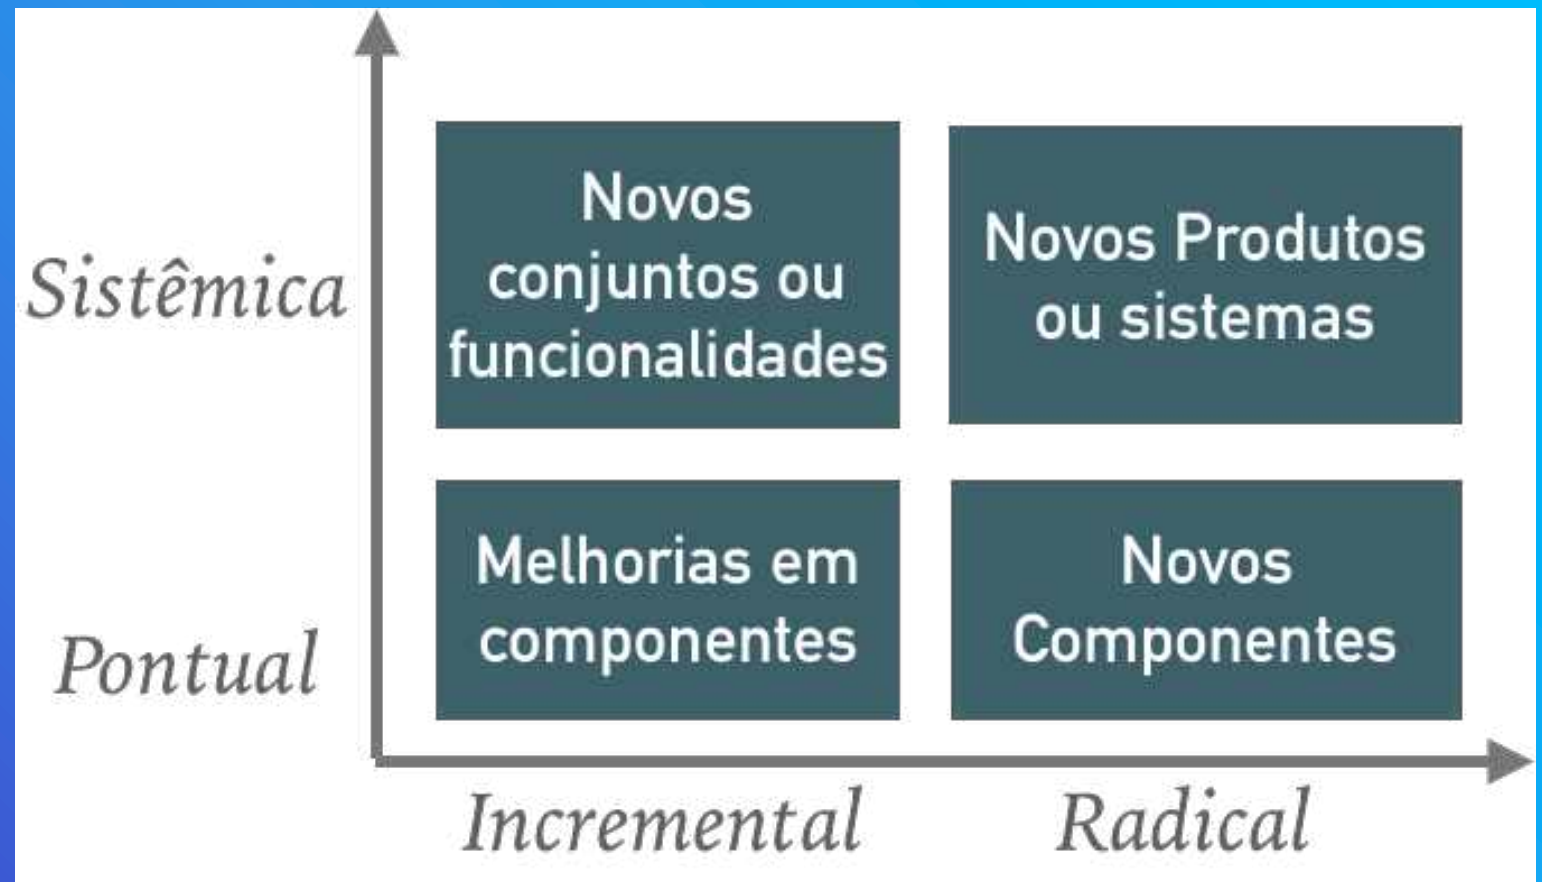 Sistêmica
Novos
conjuntos ou
funcionalidades
Novos Produtos
ou sistemas
Pontual
Melhorias em
componentes
Novos
Componentes
Incremental
Radical